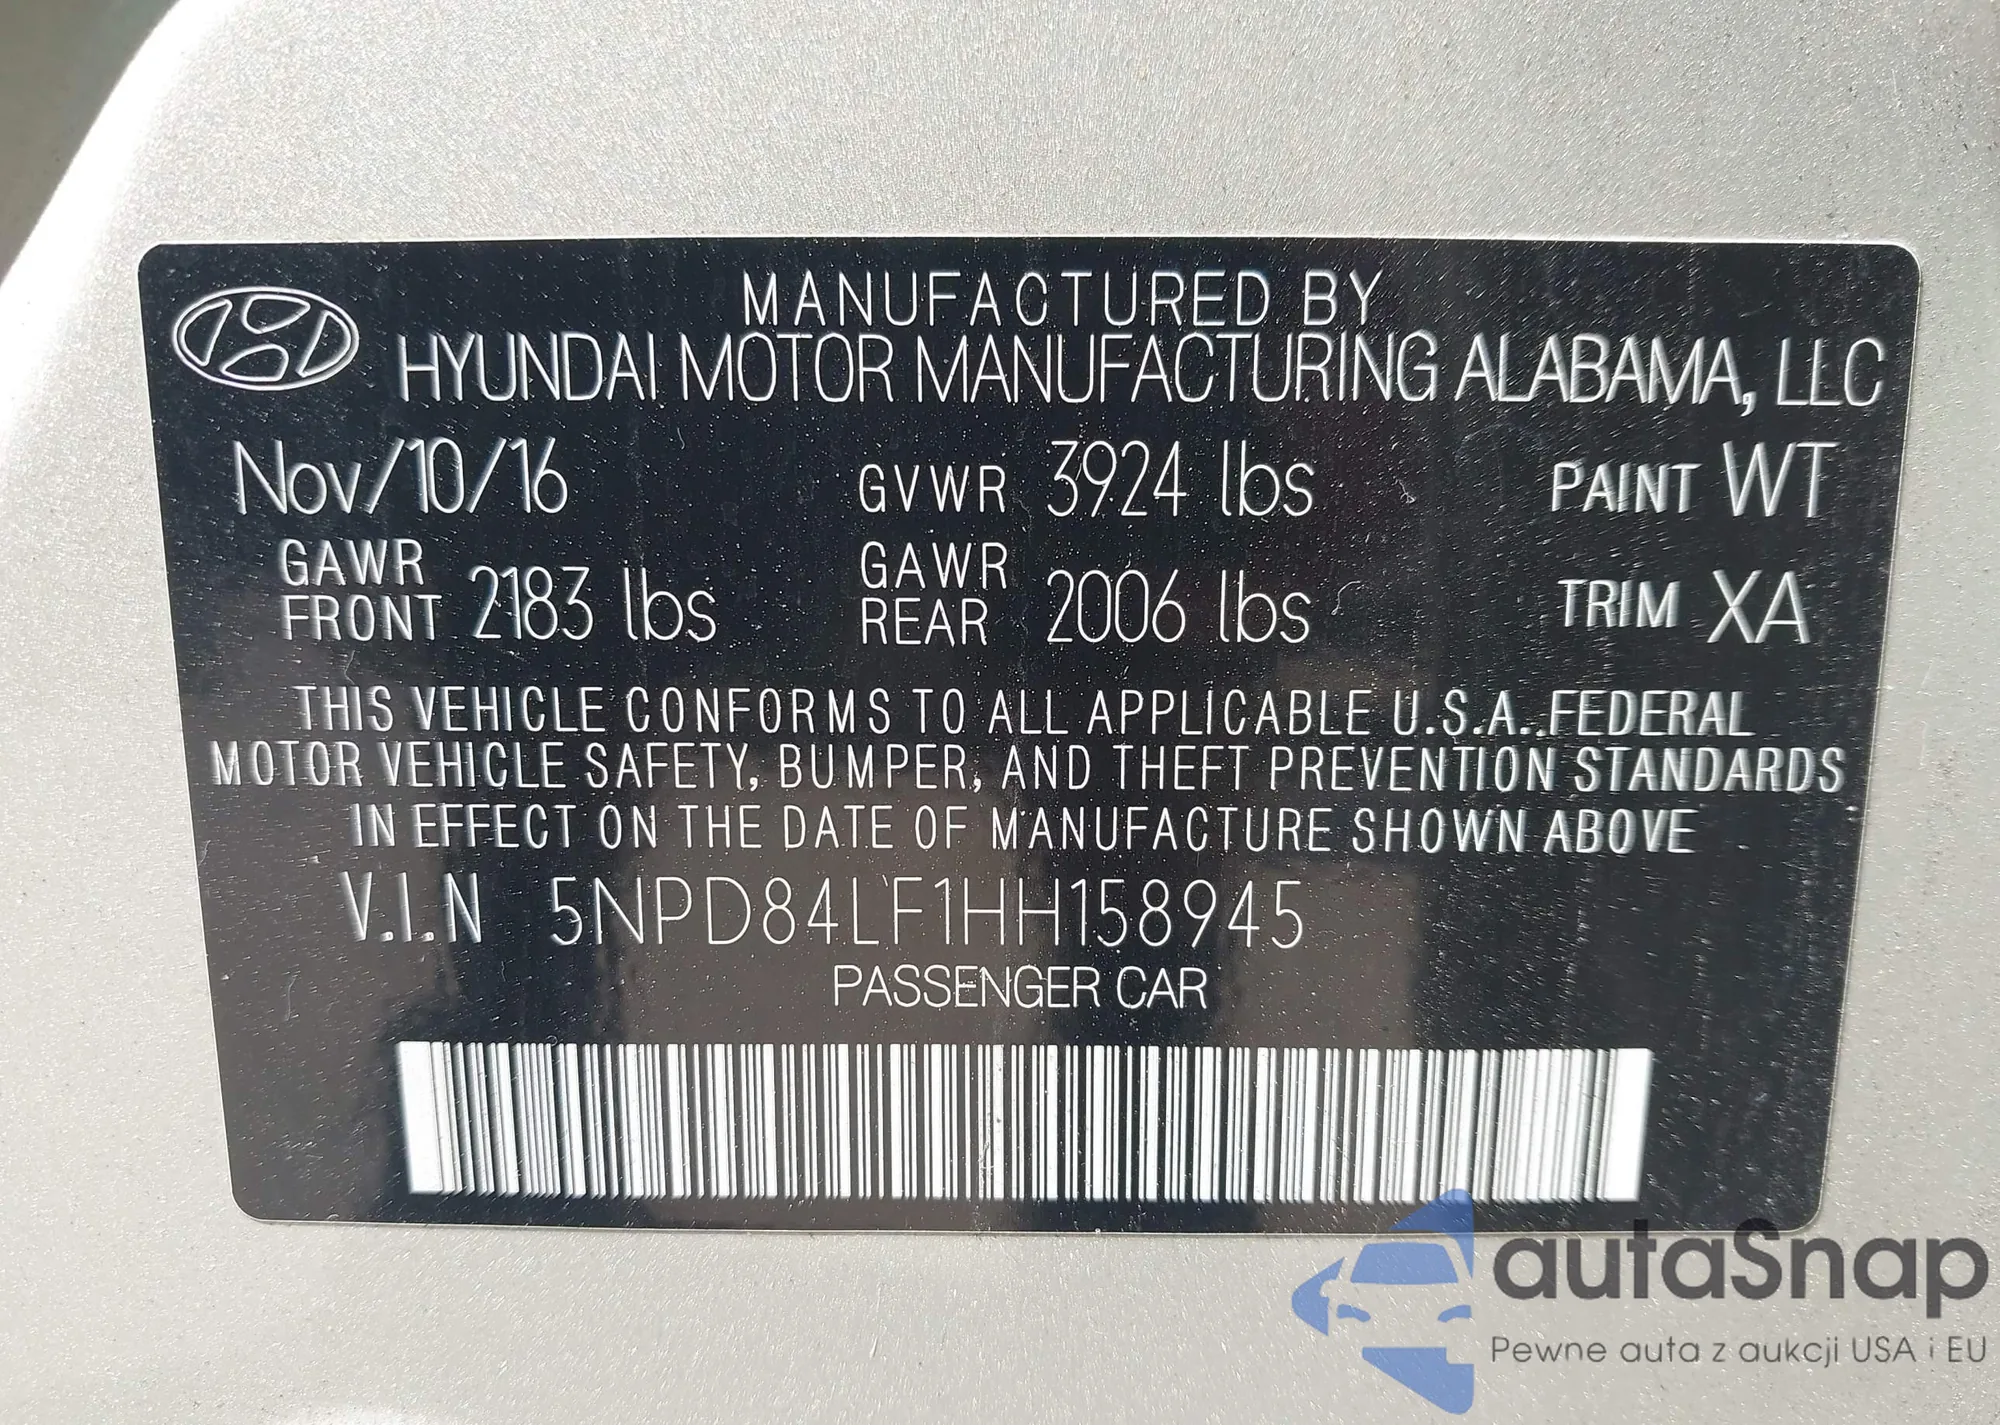 MANUFACTURED BY
HYUNDAI MOTOR MANUFACTURING ALABAMA, LLC
Nov/10/16 GVWR 3924 lbs PAINT WT
GAWR FRONT 2183 lbs GAWR REAR 2006 lbs TRIM XA
THIS VEHICLE CONFORMS TO ALL APPLICABLE U.S.A. FEDERAL
MOTOR VEHICLE SAFETY, BUMPER, AND THEFT PREVENTION STANDARDS
IN EFFECT ON THE DATE OF MANUFACTURE SHOWN ABOVE
V.I.N 5NPD84LF1HH158945
PASSENGER CAR
autaSnap
Pewne auta z aukcji USA i EU